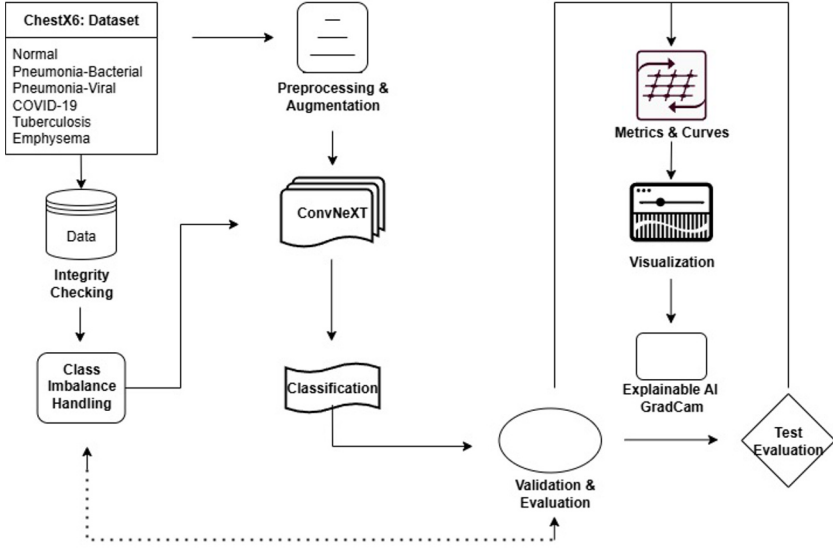 ChestX6: Dataset
Normal
Pneumonia-Bacterial
Pneumonia-Viral
COVID-19
Tuberculosis
Emphysema
Data
Integrity
Checking
Class
Imbalance
Handling
Preprocessing &
Augmentation
ConvNeXT
Classification
Validation &
Evaluation
Metrics & Curves
Visualization
Explainable AI
GradCam
Test
Evaluation